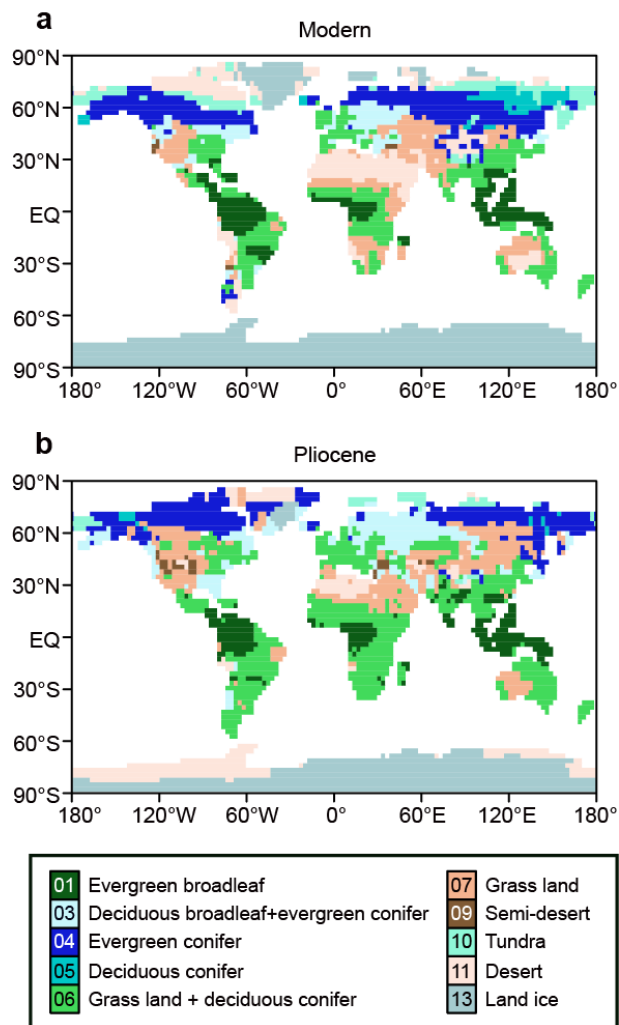 a
Modern
90°N
60°N
30°N
EQ
30°S
60°S
90°S
180° 120°W 60°W 0° 60°E 120°E 180°
b
Pliocene
90°N
60°N
30°N
EQ
30°S
60°S
90°S
180° 120°W 60°W 0° 60°E 120°E 180°
01 Evergreen broadleaf
03 Deciduous broadleaf+evergreen conifer
04 Evergreen conifer
05 Deciduous conifer
06 Grass land + deciduous conifer
07 Grass land
09 Semi-desert
10 Tundra
11 Desert
13 Land ice